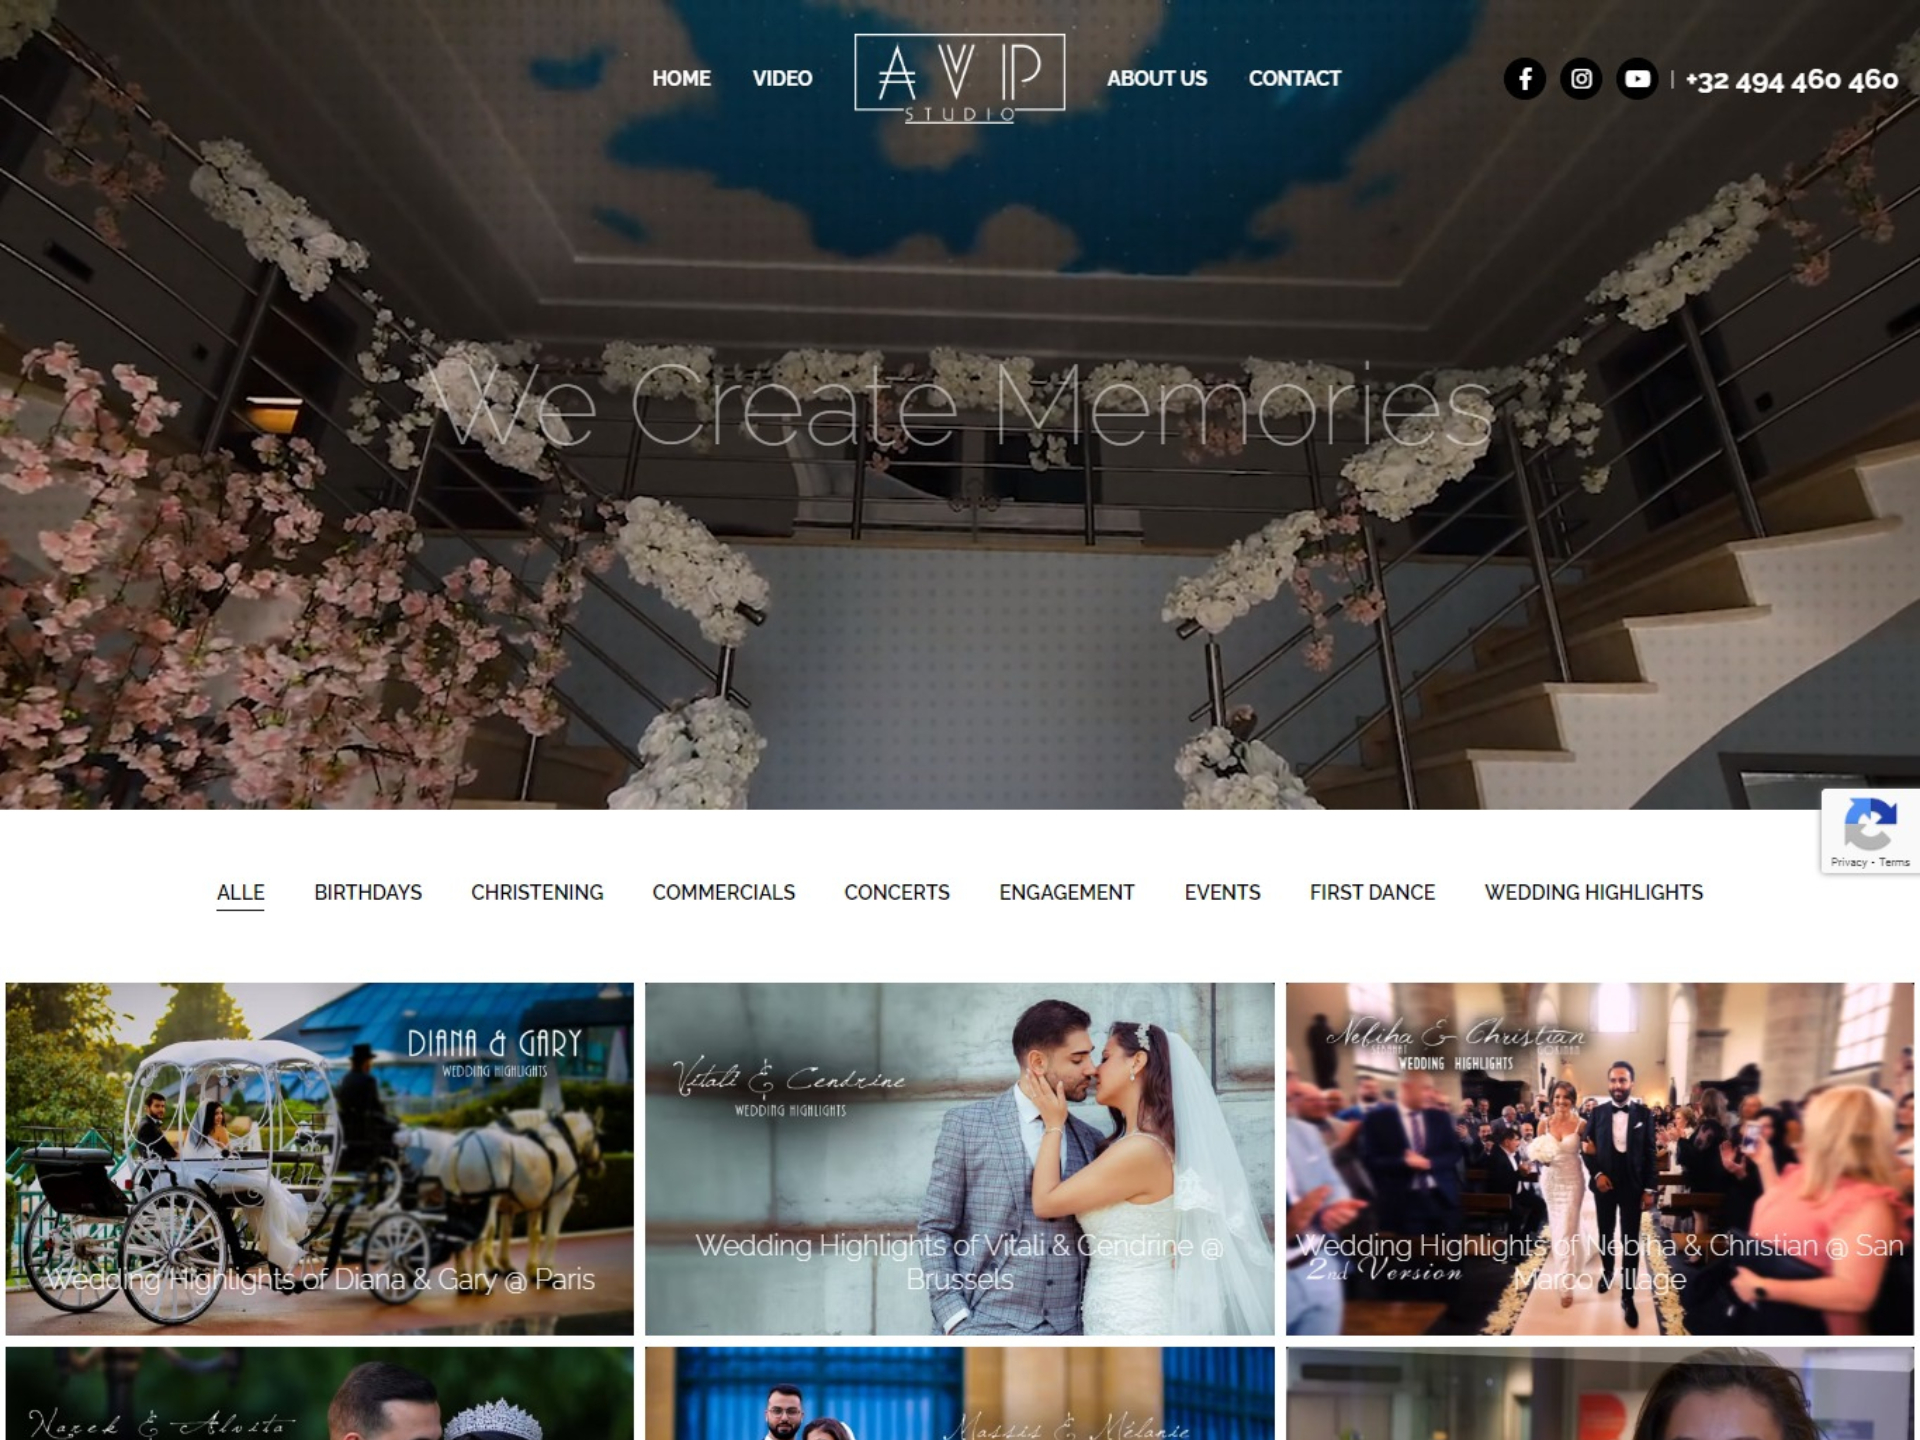 HOME
VIDEO
AVP
STUDIO
ABOUT US
CONTACT
| +32 494 460 460
We Create Memories
Privacy - Terms
ALLE
BIRTHDAYS
CHRISTENING
COMMERCIALS
CONCERTS
ENGAGEMENT
EVENTS
FIRST DANCE
WEDDING HIGHLIGHTS
DIANA & GARY
WEDDING HIGHLIGHTS
Wedding Highlights of Diana & Gary @ Paris
Vitali & Cendrine
WEDDING HIGHLIGHTS
Wedding Highlights of Vitali & Cendrine @
Brussels
Nebiha & Christian
WEDDING HIGHLIGHTS
Wedding Highlights of Nebiha & Christian @ San
Marco Village
2nd Version
Narek & Alvita
Massis & Mélanie